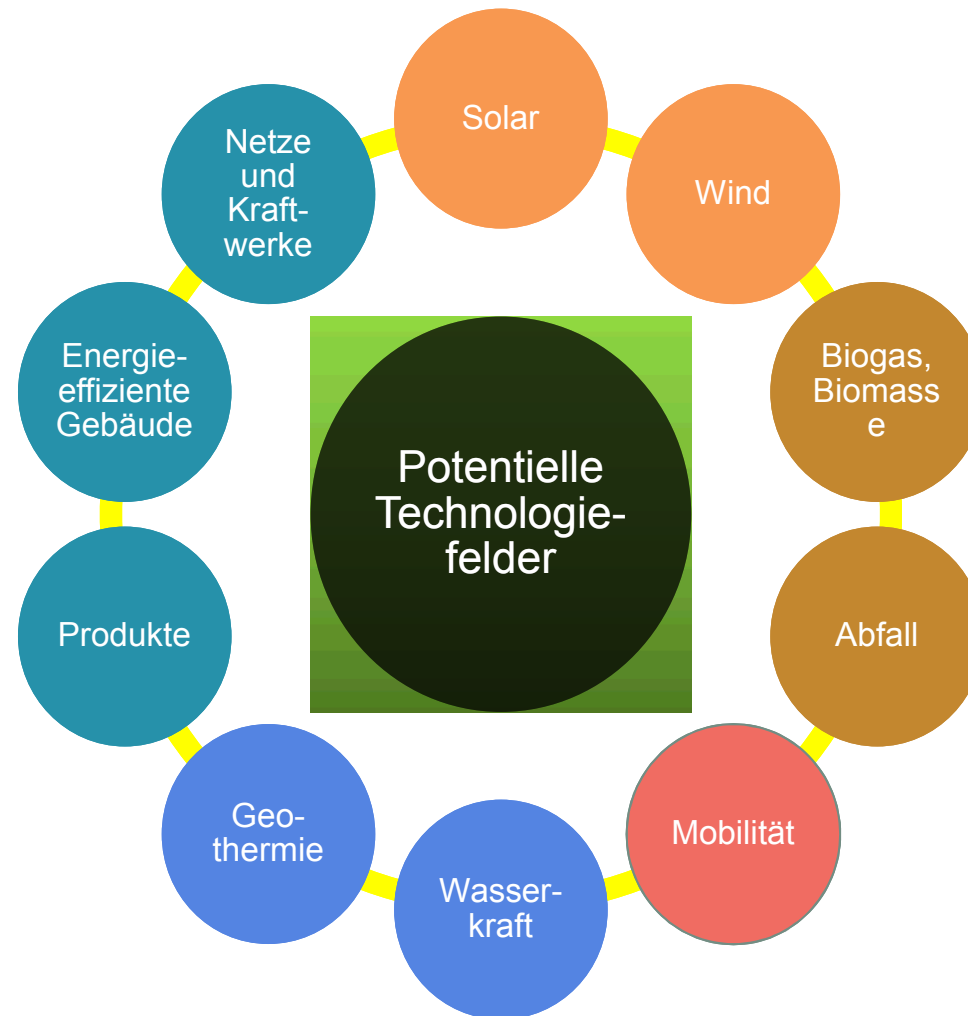 Solar
Wind
Biogas,
Biomass
e
Abfall
Mobilität
Wasser-
kraft
Geo-
thermie
Produkte
Energie-
effiziente
Gebäude
Netze
und
Kraft-
werke
Potentielle
Technologie-
felder